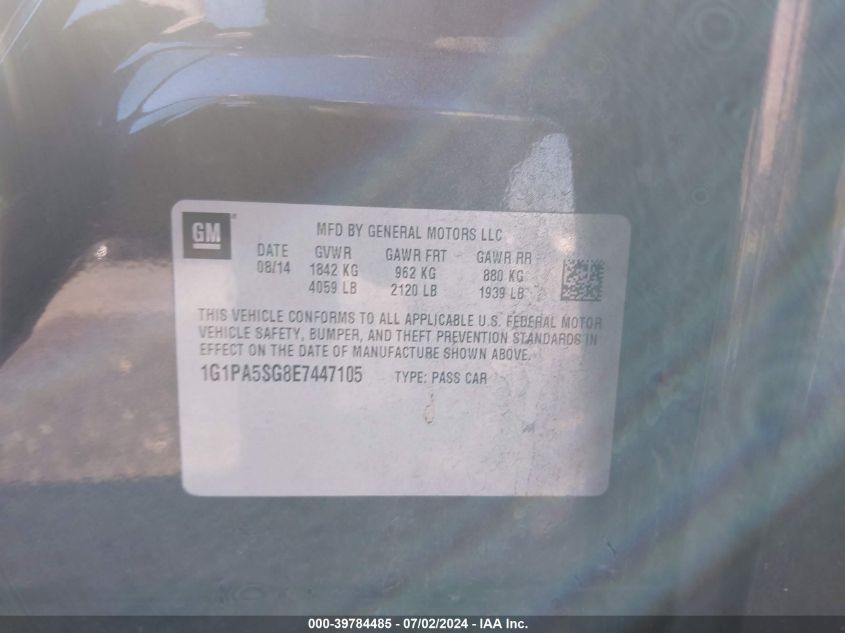 GM
MFD BY GENERAL MOTORS LLC
DATE GVWR GAWR FRT GAWR RR
08/14 1842 KG 962 KG 880 KG
4059 LB 2120 LB 1939 LB
THIS VEHICLE CONFORMS TO ALL APPLICABLE U.S. FEDERAL MOTOR
VEHICLE SAFETY, BUMPER, AND THEFT PREVENTION STANDARDS IN
EFFECT ON THE DATE OF MANUFACTURE SHOWN ABOVE.
1G1PA5SG8E7447105 TYPE: PASS CAR
000-39784485 - 07/02/2024 - IAA Inc.